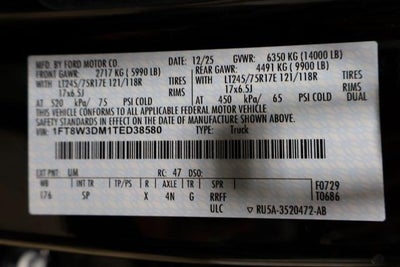 MFD. BY FORD MOTOR CO. 12/25 GVWR: 6350 KG (14000 LB)
FRONT GAWR: 2717 KG ( 5990 LB) REAR GAWR: 4491 KG ( 9900 LB)
WITH LT245/75R17E 121/118R TIRES WITH LT245/75R17E 121/118R TIRES
17x6.5J RIMS 17x6.5J RIMS
AT 520 kPa/ 75 PSI COLD AT 450 kPa/ 65 PSI COLD
THIS VEHICLE CONFORMS TO ALL APPLICABLE FEDERAL MOTOR VEHICLE
SAFETY STANDARDS IN EFFECT ON THE DATE OF MANUFACTURE SHOWN ABOVE.
VIN: 1FT8W3DM1TED38580 TYPE: Truck
EXT PNT: UM RC: 47 DSO:
WB INT TR TP/PS R AXLE TR SPR F0729
176 SP X 4N G RRFF T0686
ULC ▽ RU5A-3520472-AB